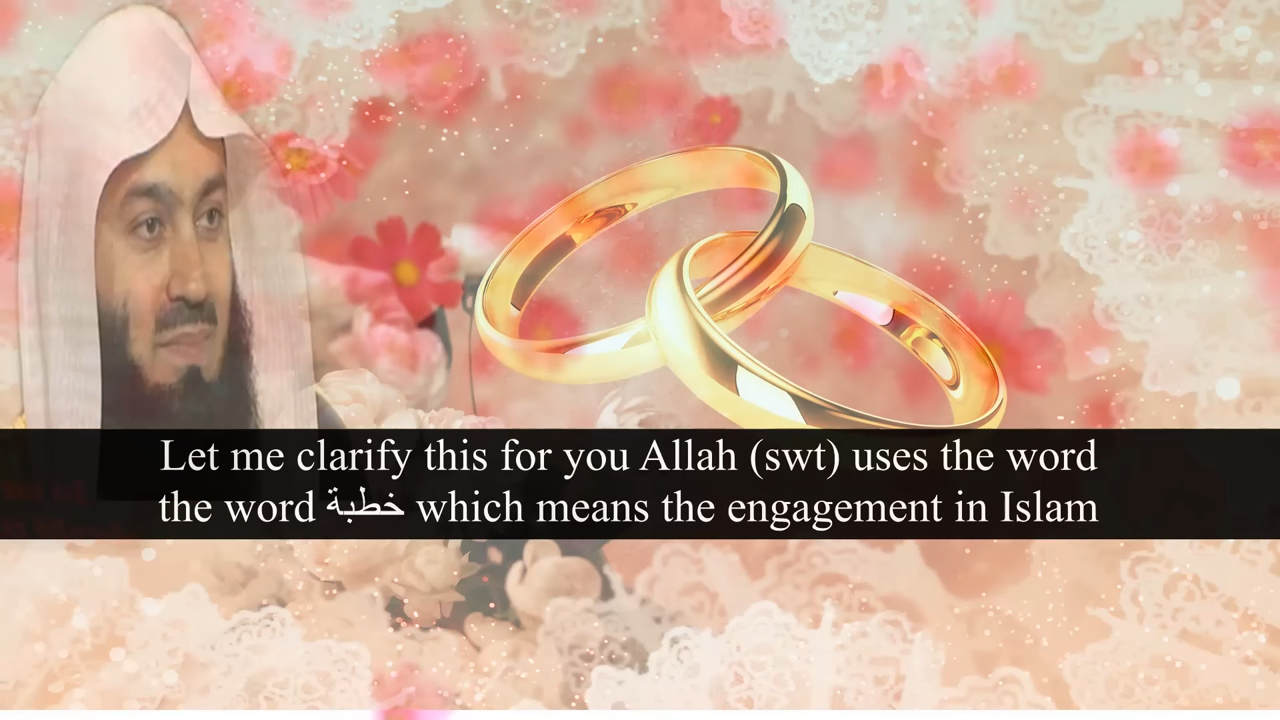 Let me clarify this for you Allah (swt) uses the word
the word خطبة which means the engagement in Islam